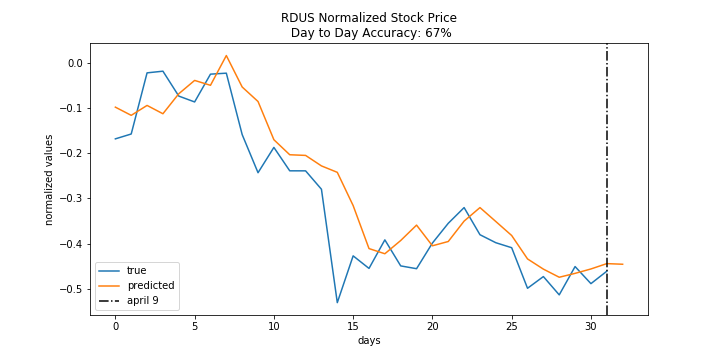 RDUS Normalized Stock Price
Day to Day Accuracy: 67%
normalized values
0.0
−0.1
−0.2
−0.3
−0.4
−0.5
true
predicted
april 9
0 5 10 15 20 25 30
days